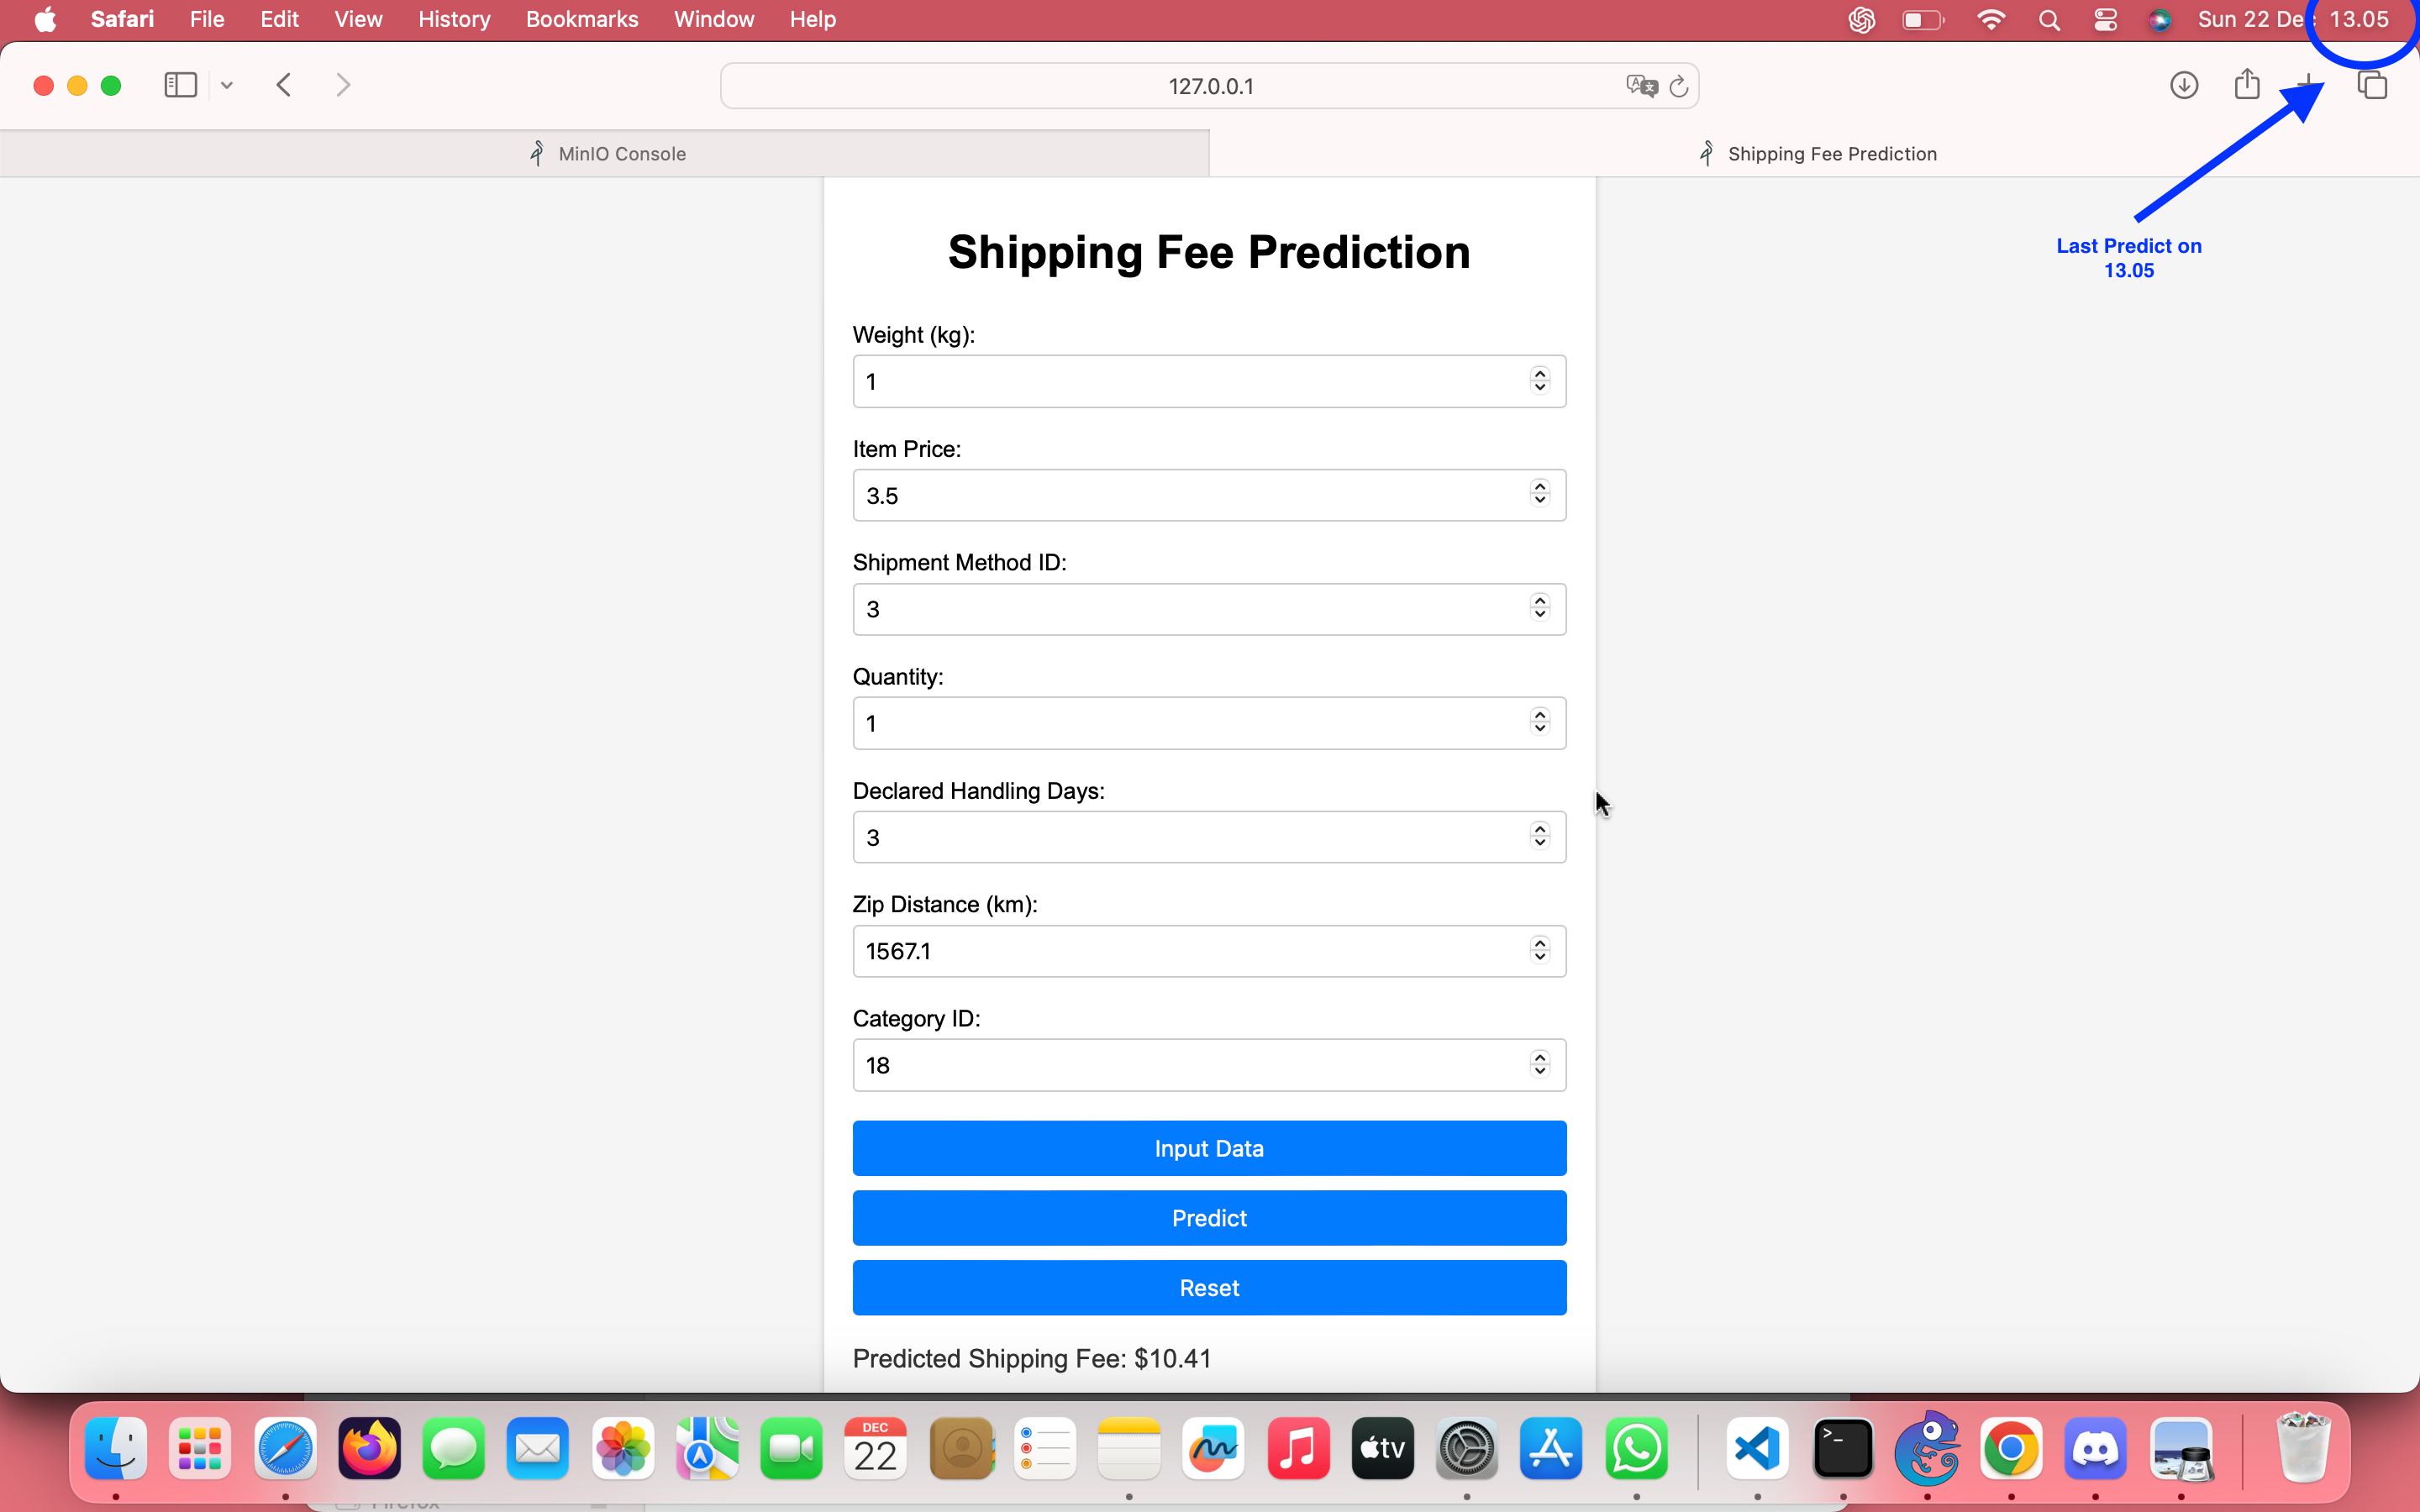 Safari File Edit View History Bookmarks Window Help
Sun 22 De 13.05
127.0.0.1
MinIO Console
Shipping Fee Prediction
Last Predict on
13.05
Shipping Fee Prediction
Weight (kg):
1
Item Price:
3.5
Shipment Method ID:
3
Quantity:
1
Declared Handling Days:
3
Zip Distance (km):
1567.1
Category ID:
18
Input Data
Predict
Reset
Predicted Shipping Fee: $10.41
DEC
22
tv
>_